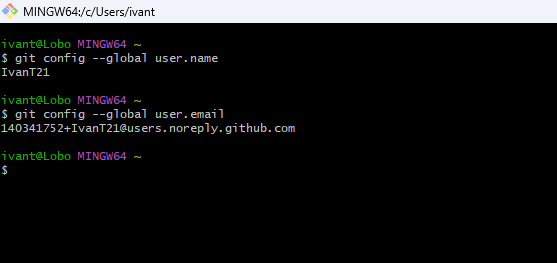 MINGW64:/c/Users/ivant
ivant@Lobo MINGW64 ~
$ git config --global user.name
IvanT21
ivant@Lobo MINGW64 ~
$ git config --global user.email
140341752+IvanT21@users.noreply.github.com
ivant@Lobo MINGW64 ~
$